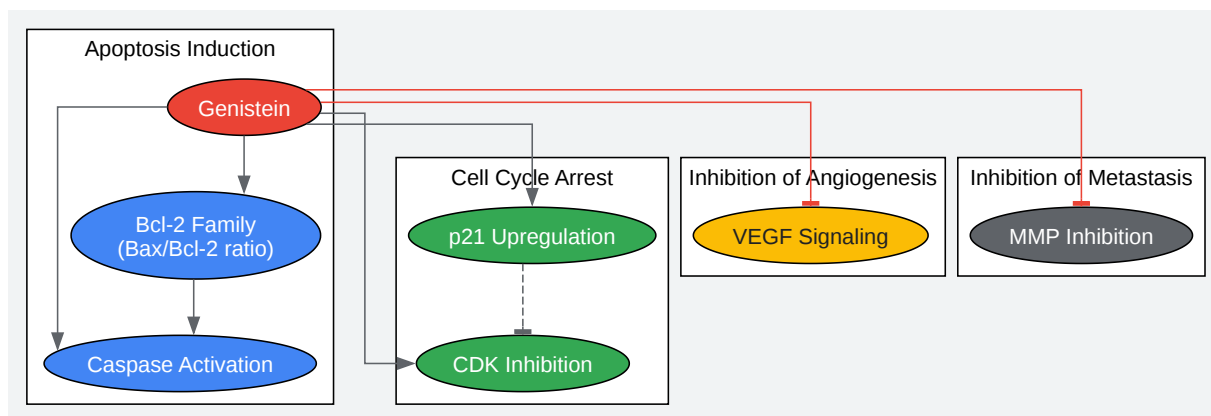 Apoptosis Induction
Genistein
Bcl-2 Family
(Bax/Bcl-2 ratio)
Caspase Activation
Cell Cycle Arrest
p21 Upregulation
CDK Inhibition
Inhibition of Angiogenesis
VEGF Signaling
Inhibition of Metastasis
MMP Inhibition